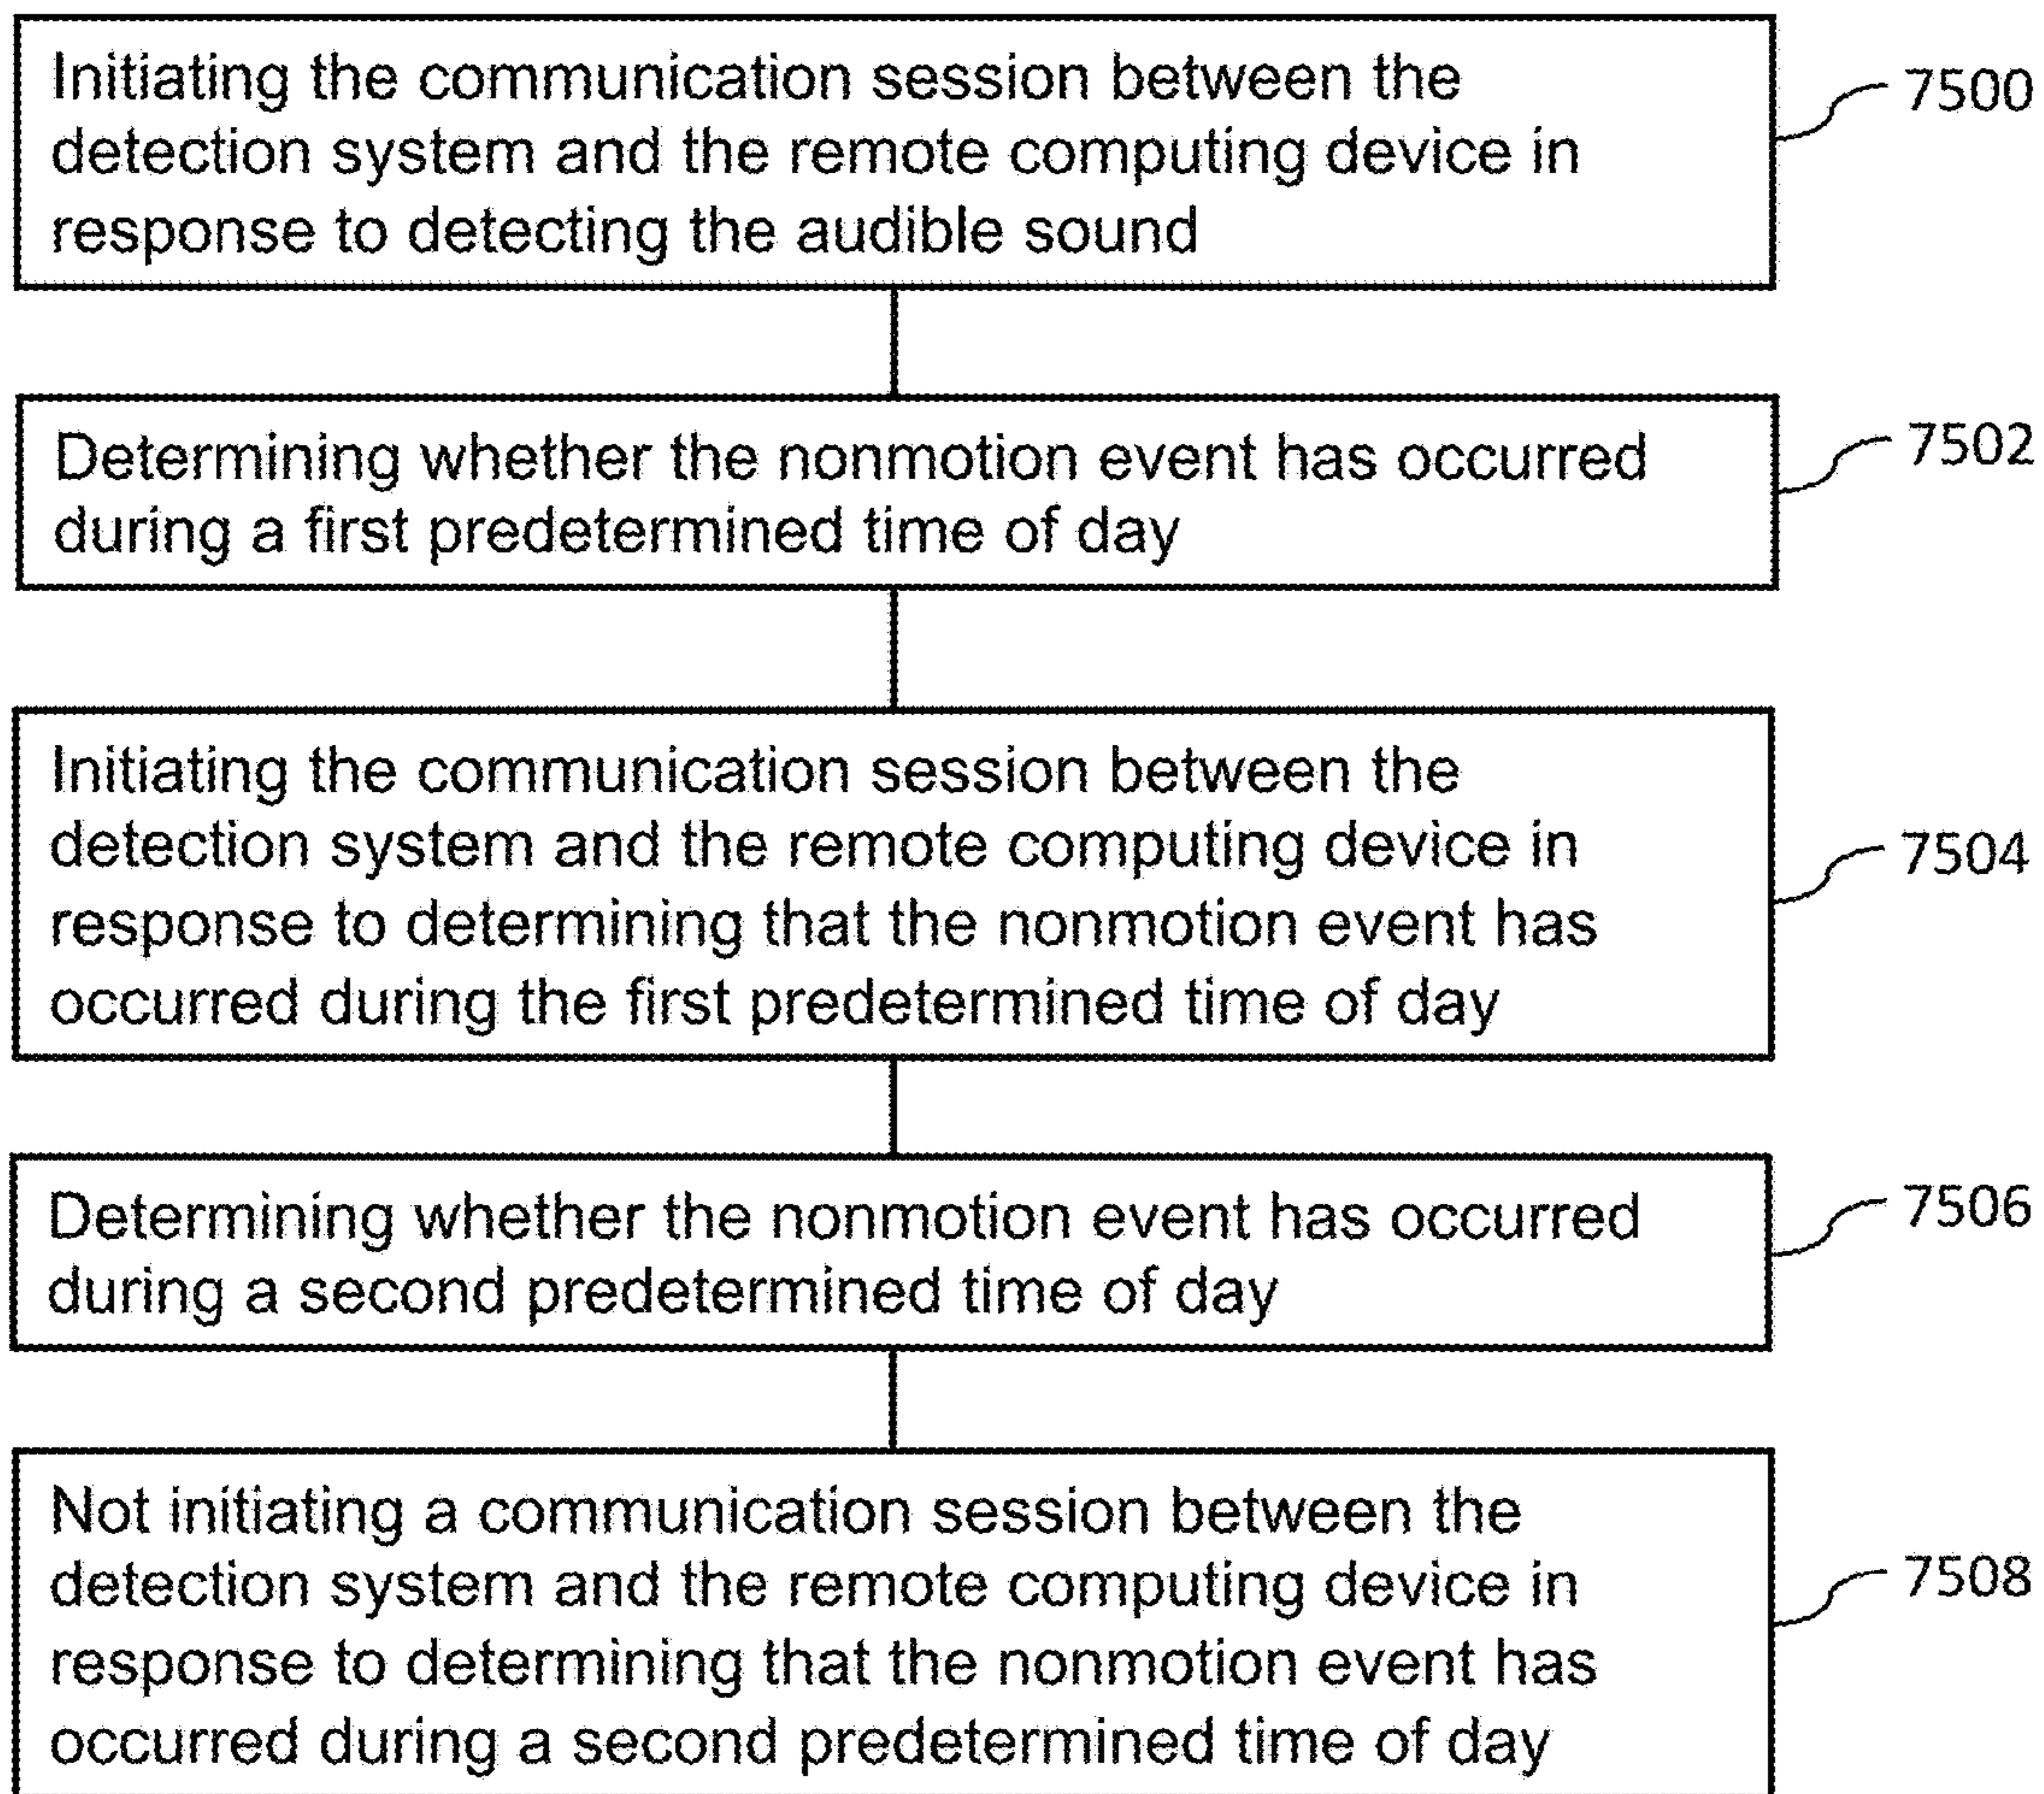 Initiating the communication session between the
detection system and the remote computing device in
response to detecting the audible sound
7500
Determining whether the nonmotion event has occurred
during a first predetermined time of day
7502
Initiating the communication session between the
detection system and the remote computing device in
response to determining that the nonmotion event has
occurred during the first predetermined time of day
7504
Determining whether the nonmotion event has occurred
during a second predetermined time of day
7506
Not initiating a communication session between the
detection system and the remote computing device in
response to determining that the nonmotion event has
occurred during a second predetermined time of day
7508